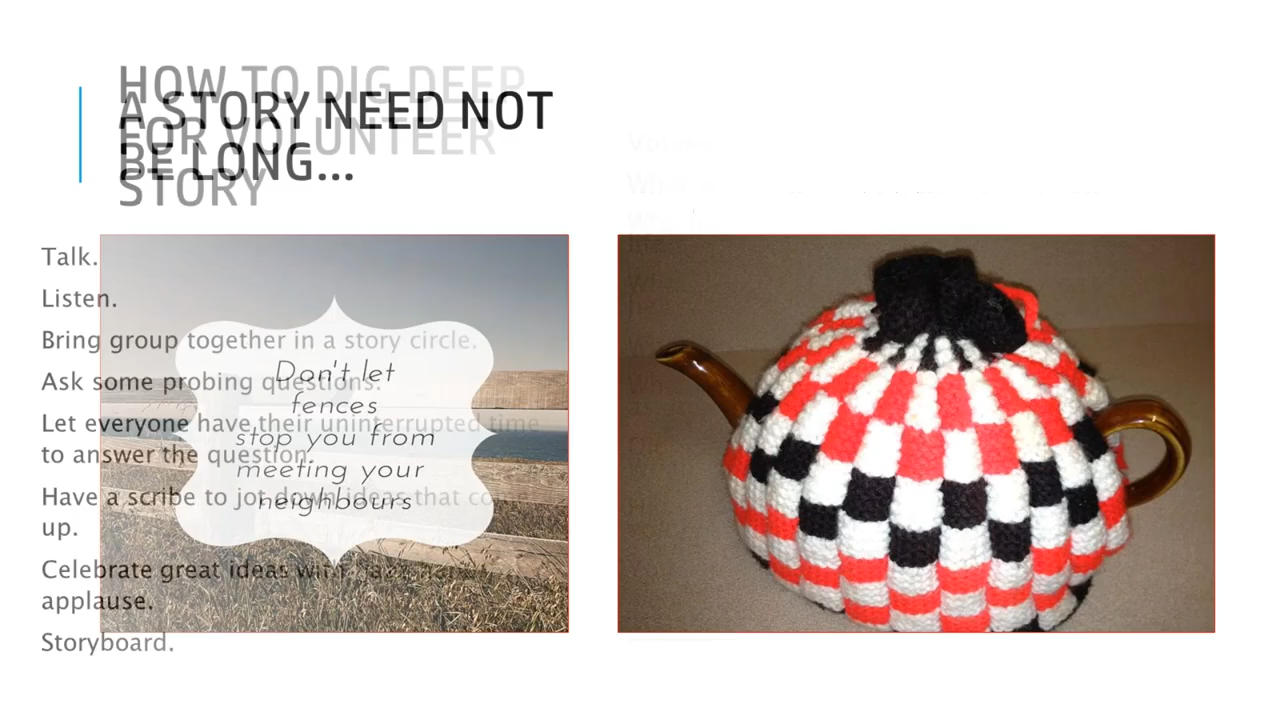 HOW TO DIG DEEP
FOR VOLUNTEER
STORY
A STORY NEED NOT
BE LONG...
Talk.
Listen.
Bring group together in a story circle.
Ask some probing questions.
Let everyone have their uninterrupted time
to answer the question.
Have a scribe to jot down ideas that come
up.
Celebrate great ideas with
applause.
Storyboard.
Don't let
fences
stop you from
meeting your
neighbours